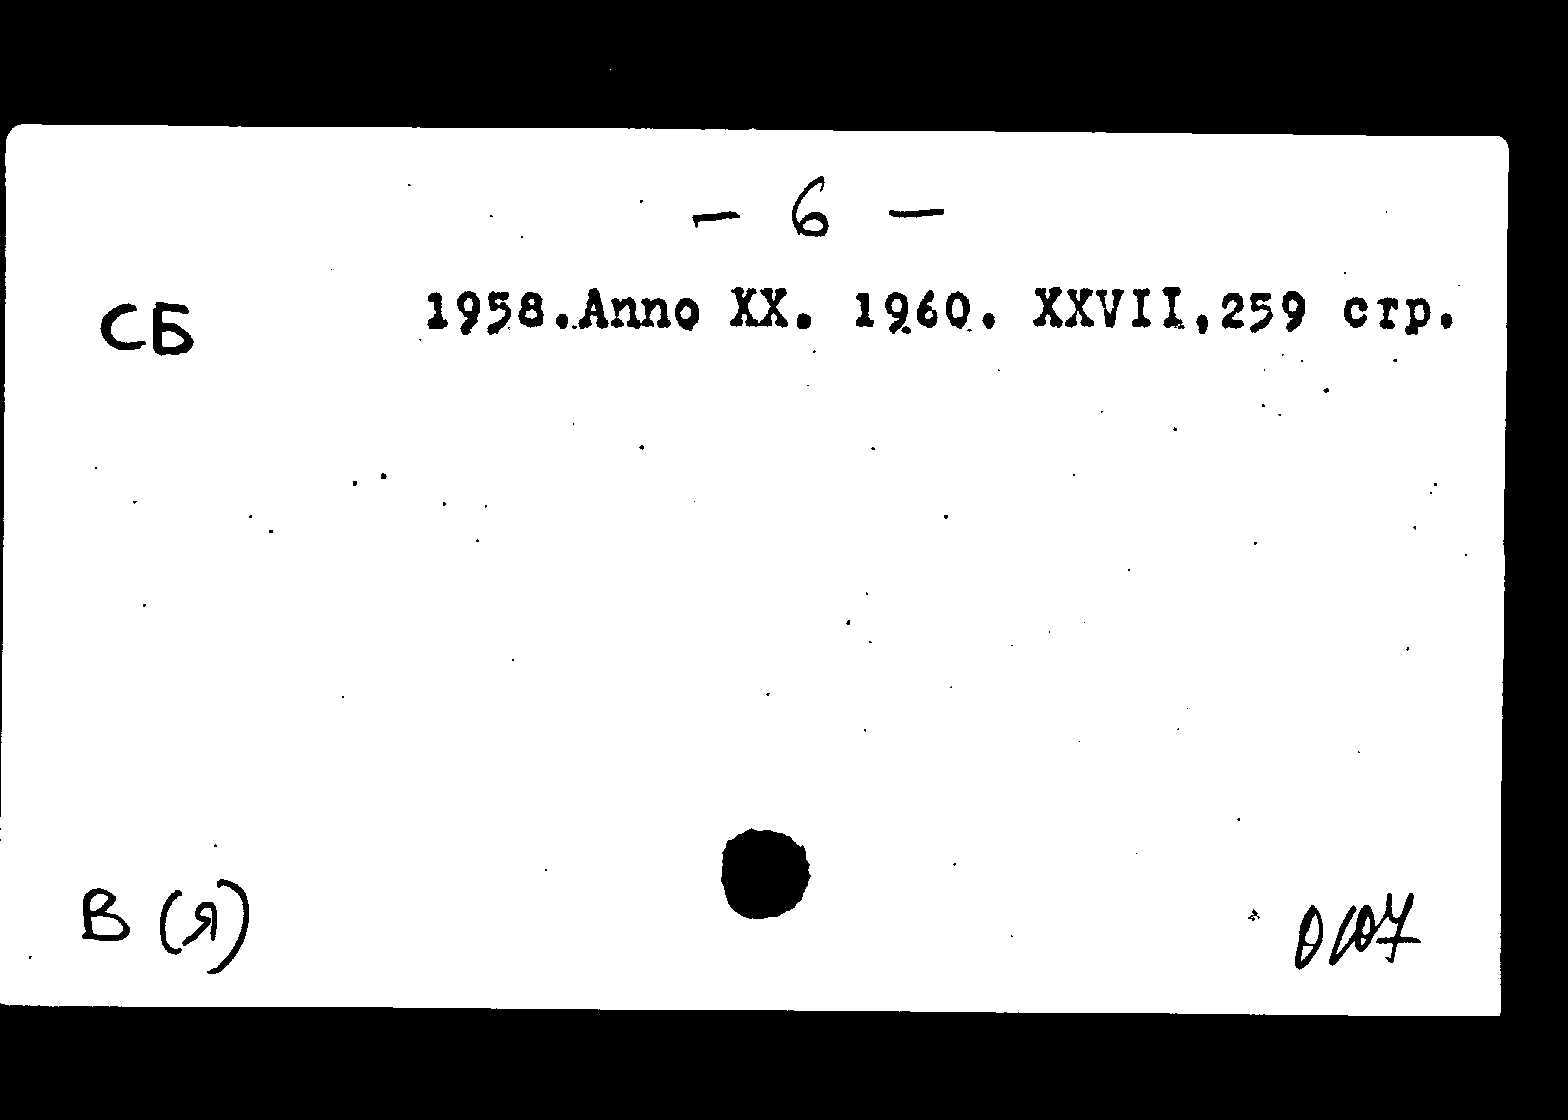 - 6 -
СБ 1958. Anno XX. 1960. XXVII, 259 стр.
В (Я)